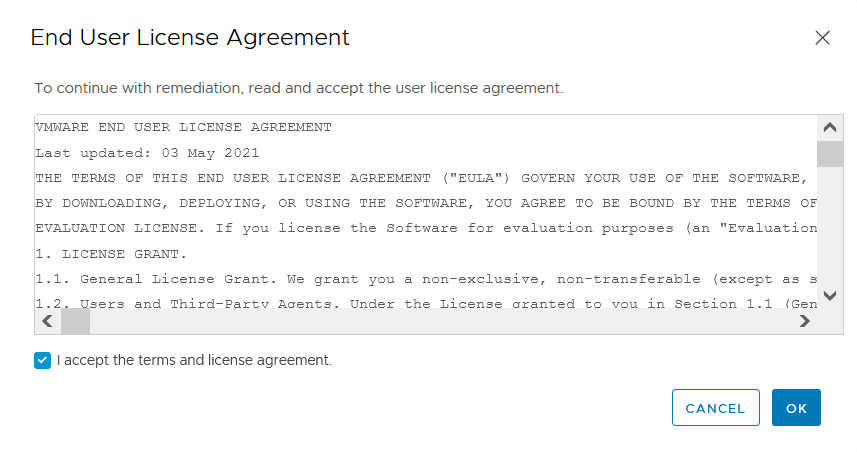 End User License Agreement
To continue with remediation, read and accept the user license agreement.
VMWARE END USER LICENSE AGREEMENT
Last updated: 03 May 2021
THE TERMS OF THIS END USER LICENSE AGREEMENT ("EULA") GOVERN YOUR USE OF THE SOFTWARE,
BY DOWNLOADING, DEPLOYING, OR USING THE SOFTWARE, YOU AGREE TO BE BOUND BY THE TERMS OF
EVALUATION LICENSE. If you license the Software for evaluation purposes (an "Evaluation
1. LICENSE GRANT.
1.1. General License Grant. We grant you a non-exclusive, non-transferable (except as s
1.2. Users and Third-Party Agents. Under the License granted to you in Section 1.1 (Gen
I accept the terms and license agreement.
CANCEL OK